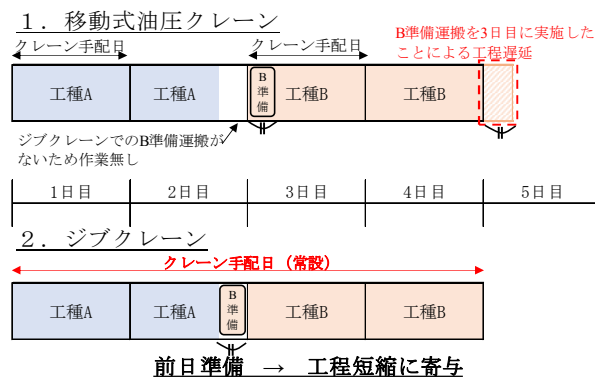 １．移動式油圧クレーン
クレーン手配日
クレーン手配日
B準備運搬を3日目に実施した
ことによる工程遅延
工種A
工種A
B
準
備
工種B
工種B
ジブクレーンでのB準備運搬が
ないため作業無し
1日目
2日目
3日目
4日目
5日目
２．ジブクレーン
クレーン手配日（常設）
工種A
工種A
B
準
備
工種B
工種B
前日準備　→　工程短縮に寄与